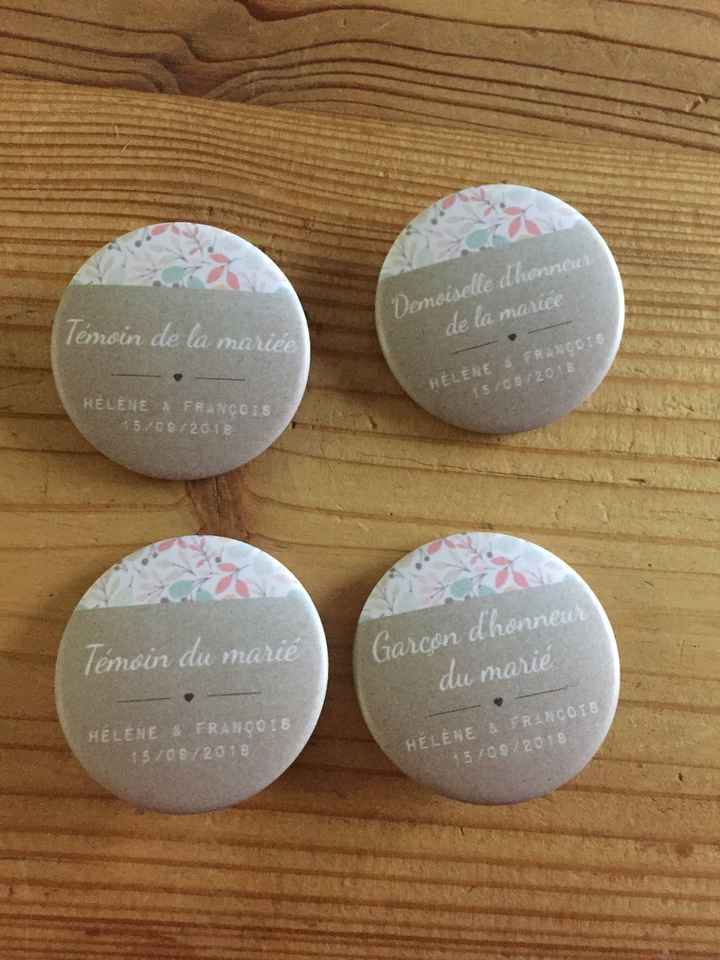 Témoin de la mariée
HÉLÈNE & FRANÇOIS
15/09/2018
Demoiselle d'honneur
de la mariée
HÉLÈNE & FRANÇOIS
15/09/2018
Témoin du marié
HÉLÈNE & FRANÇOIS
15/09/2018
Garçon d'honneur
du marié
HÉLÈNE & FRANÇOIS
15/09/2018